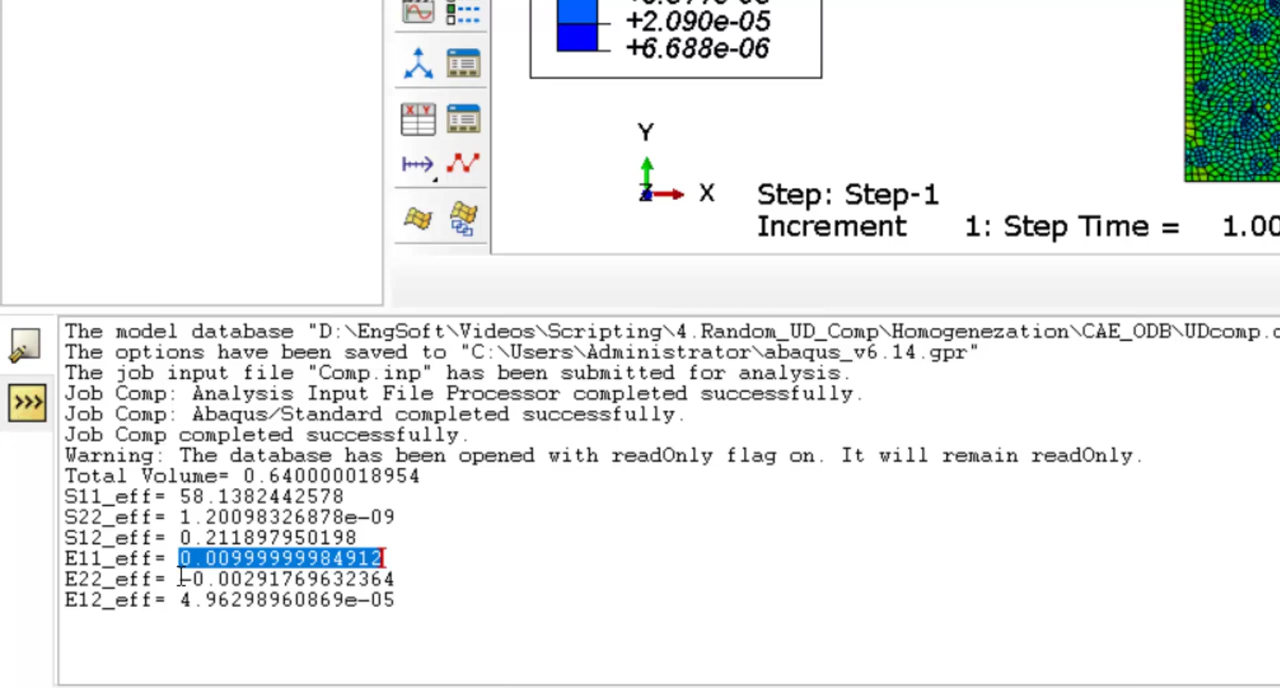 +2.090e-05
+6.688e-06
X Y
Y
Z
X
Step: Step-1
Increment 1: Step Time = 1.00
The model database "D:\EngSoft\Videos\Scripting\4.Random_UD_Comp\Homogenezation\CAE_ODB\UDcomp.c
The options have been saved to "C:\Users\Administrator\abaqus_v6.14.gpr"
The job input file "Comp.inp" has been submitted for analysis.
Job Comp: Analysis Input File Processor completed successfully.
Job Comp: Abaqus/Standard completed successfully.
Job Comp completed successfully.
Warning: The database has been opened with readOnly flag on. It will remain readOnly.
Total Volume= 0.640000018954
S11_eff= 58.1382442578
S22_eff= 1.20098326878e-09
S12_eff= 0.211897950198
E11_eff= 0.00999999984912
E22_eff= -0.00291769632364
E12_eff= 4.96298960869e-05
>>>